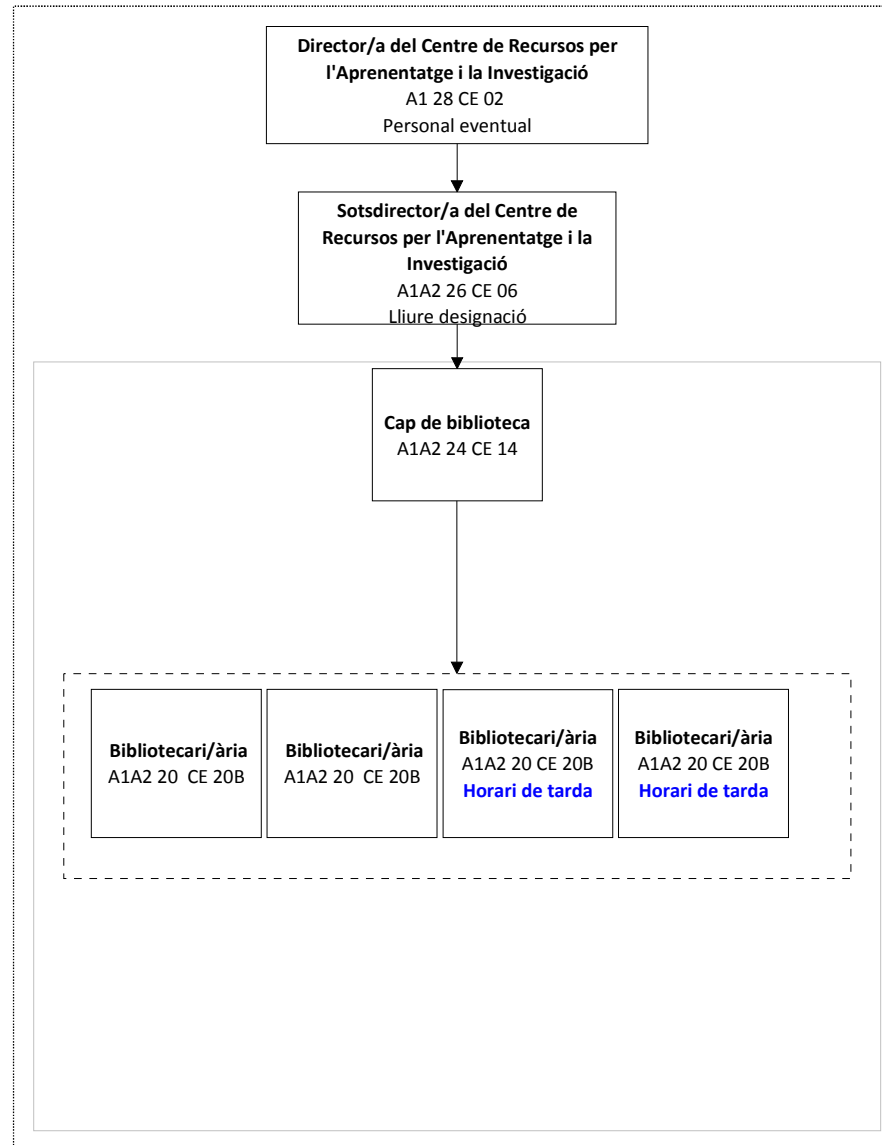 Director/a del Centre de Recursos per
l'Aprenentatge i la Investigació
A1 28 CE 02
Personal eventual
Sotsdirector/a del Centre de
Recursos per l'Aprenentatge i la
Investigació
A1A2 26 CE 06
Lliure designació
Cap de biblioteca
A1A2 24 CE 14
Bibliotecari/ària
A1A2 20  CE 20B
Bibliotecari/ària
A1A2 20  CE 20B
Bibliotecari/ària
A1A2 20 CE 20B
Horari de tarda
Bibliotecari/ària
A1A2 20 CE 20B
Horari de tarda